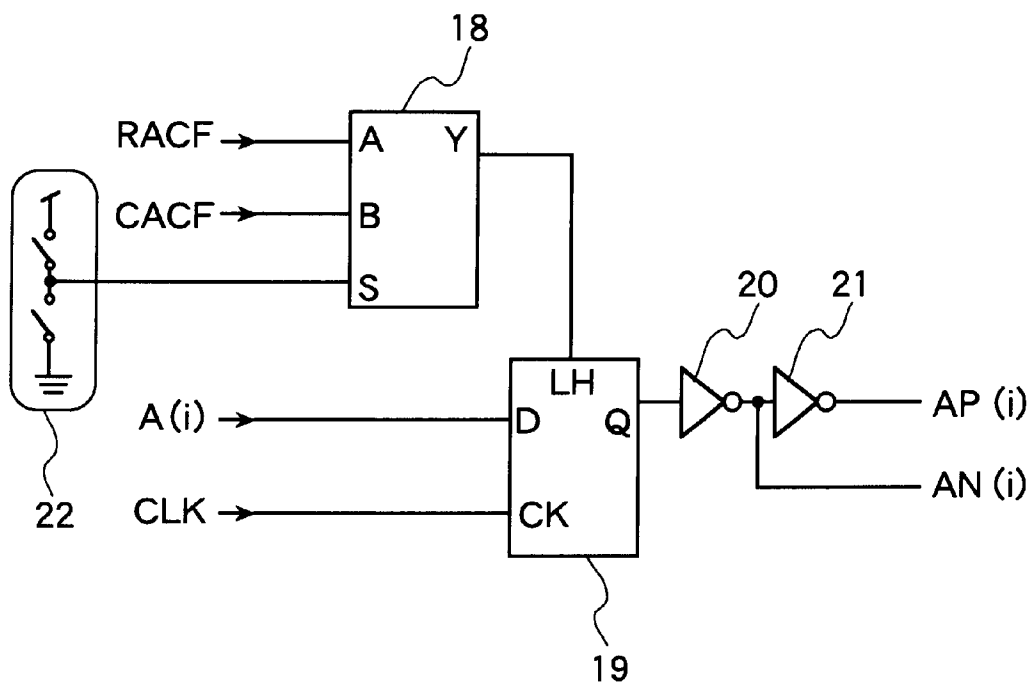 18
RACF
A
Y
CACF
B
S
20
21
LH
A(i)
D
Q
AP(i)
AN(i)
22
CLK
CK
19